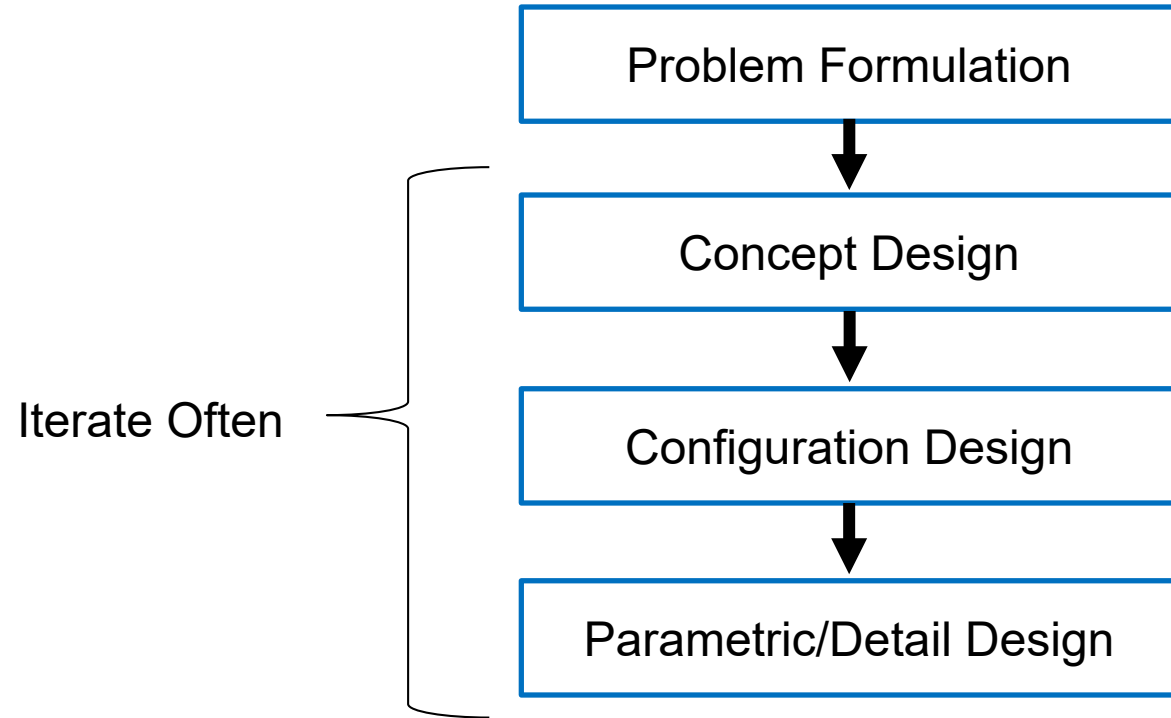 Problem Formulation
Concept Design
Iterate Often
Configuration Design
Parametric/Detail Design